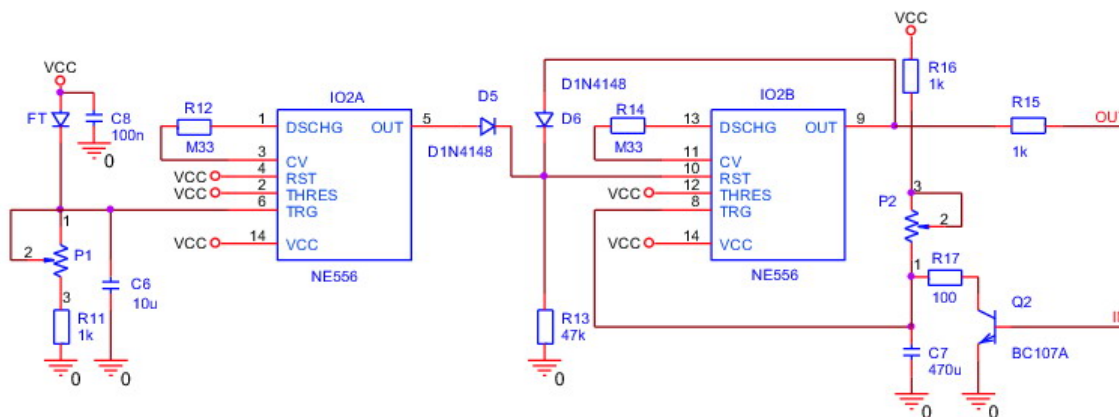 VCC
FT
C8
100n
0
R12
M33
IO2A
1 DSCHG OUT 5
3 CV
VCC 4 RST
VCC 2 THRES
6 TRG
VCC 14 VCC
NE556
1
2 P1
3
R11
1k
0
C6
10u
0
D5
D1N4148
D1N4148
D6
R13
47k
0
R14
M33
IO2B
13 DSCHG OUT 9
11 CV
10 RST
VCC 12 THRES
8 TRG
VCC 14 VCC
NE556
VCC
R16
1k
R15
1k
3
P2
2
1
R17
100
Q2
BC107A
C7
470u
0
0